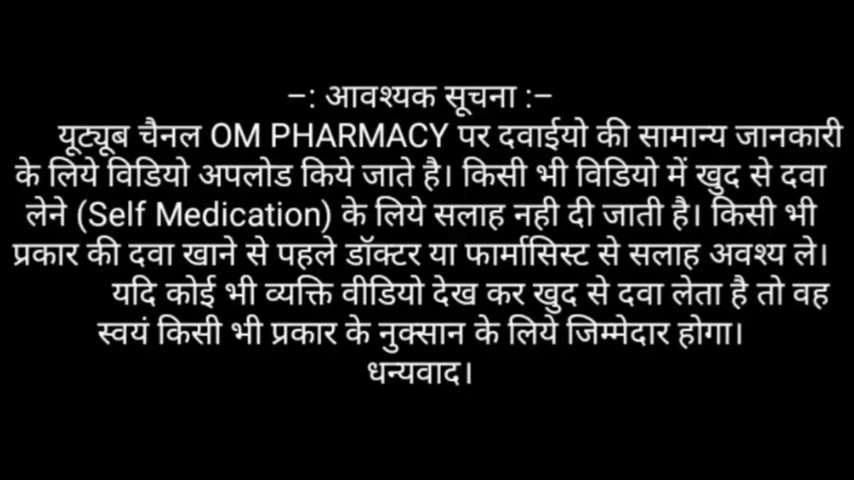 –: आवश्यक सूचना :–
यूट्यूब चैनल OM PHARMACY पर दवाईयो की सामान्य जानकारी
के लिये विडियो अपलोड किये जाते है। किसी भी विडियो में खुद से दवा
लेने (Self Medication) के लिये सलाह नही दी जाती है। किसी भी
प्रकार की दवा खाने से पहले डॉक्टर या फार्मासिस्ट से सलाह अवश्य ले।
यदि कोई भी व्यक्ति वीडियो देख कर खुद से दवा लेता है तो वह
स्वयं किसी भी प्रकार के नुक्सान के लिये जिम्मेदार होगा।
धन्यवाद।